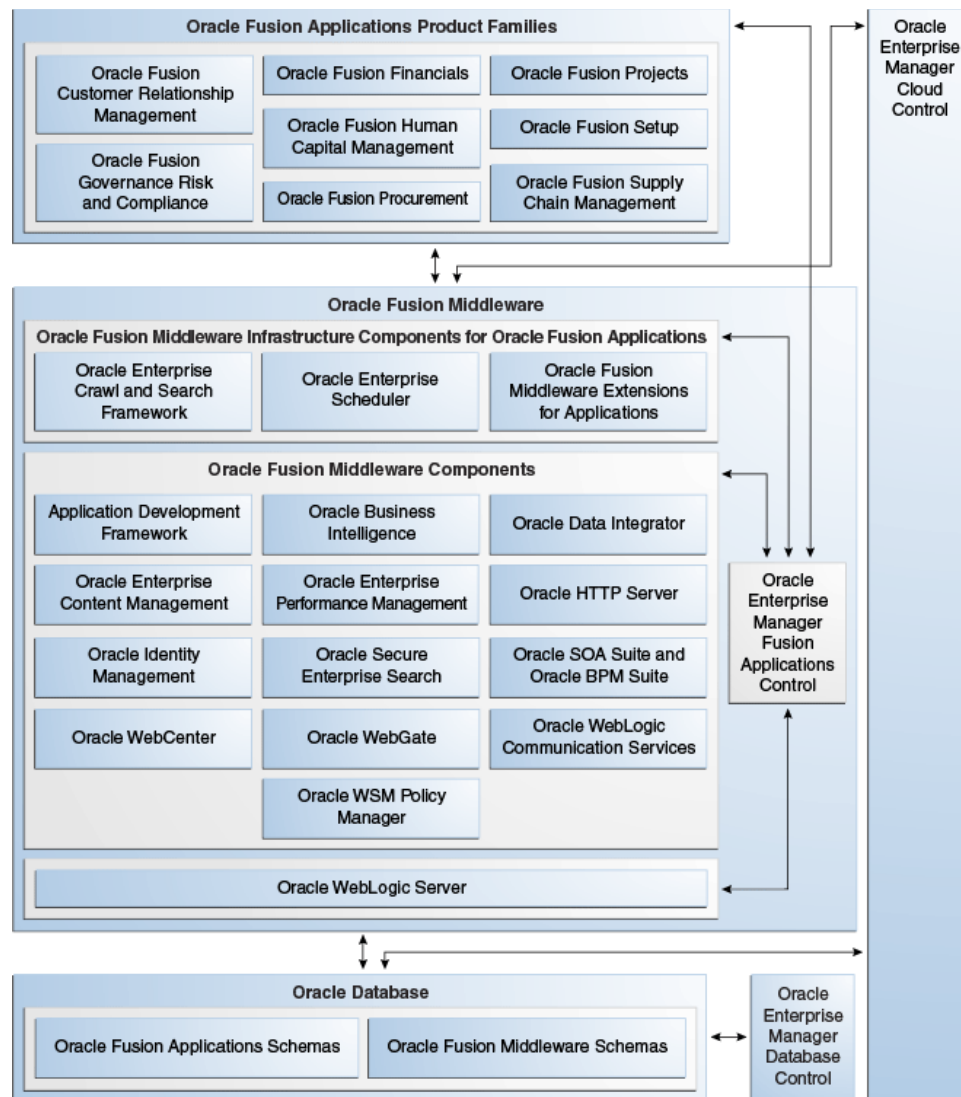 Oracle Fusion Applications Product Families
Oracle Fusion
Customer Relationship
Management
Oracle Fusion Financials
Oracle Fusion Projects
Oracle Fusion Human
Capital Management
Oracle Fusion Setup
Oracle Fusion
Governance Risk
and Compliance
Oracle Fusion Procurement
Oracle Fusion Supply
Chain Management
Oracle
Enterprise
Manager
Cloud
Control
Oracle Fusion Middleware
Oracle Fusion Middleware Infrastructure Components for Oracle Fusion Applications
Oracle Enterprise
Crawl and Search
Framework
Oracle Enterprise
Scheduler
Oracle Fusion
Middleware Extensions
for Applications
Oracle Fusion Middleware Components
Application Development
Framework
Oracle Business
Intelligence
Oracle Data Integrator
Oracle Enterprise
Content Management
Oracle Enterprise
Performance Management
Oracle HTTP Server
Oracle Identity
Management
Oracle Secure
Enterprise Search
Oracle SOA Suite and
Oracle BPM Suite
Oracle WebCenter
Oracle WebGate
Oracle WebLogic
Communication Services
Oracle WSM Policy
Manager
Oracle
Enterprise
Manager
Fusion
Applications
Control
Oracle WebLogic Server
Oracle Database
Oracle Fusion Applications Schemas
Oracle Fusion Middleware Schemas
Oracle
Enterprise
Manager
Database
Control